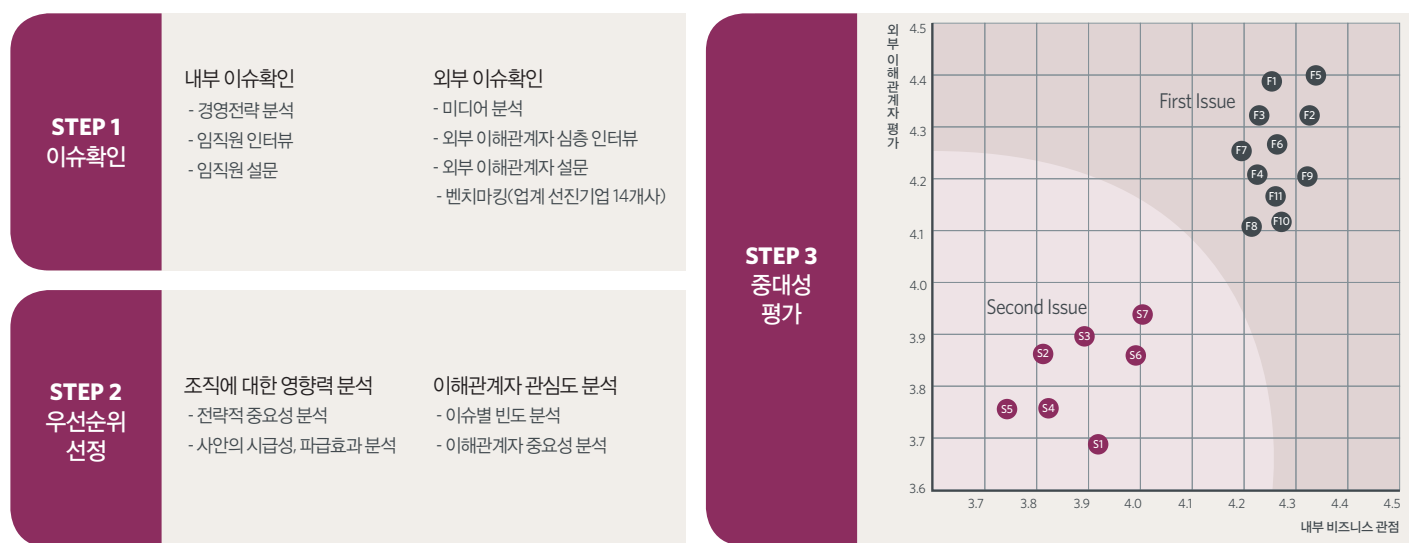 STEP 1
이슈확인
내부 이슈확인
- 경영전략 분석
- 임직원 인터뷰
- 임직원 설문
외부 이슈확인
- 미디어 분석
- 외부 이해관계자 심층 인터뷰
- 외부 이해관계자 설문
- 벤치마킹(업계 선진기업 14개사)
STEP 2
우선순위
선정
조직에 대한 영향력 분석
- 전략적 중요성 분석
- 사안의 시급성, 파급효과 분석
이해관계자 관심도 분석
- 이슈별 빈도 분석
- 이해관계자 중요성 분석
STEP 3
중대성
평가
외부 이해관계자 평가
4.5
4.4
4.3
4.2
4.1
4.0
3.9
3.8
3.7
3.6
First Issue
F1
F5
F3
F2
F7
F6
F4
F9
F11
F8
F10
Second Issue
S7
S3
S2
S6
S5
S4
S1
3.7
3.8
3.9
4.0
4.1
4.2
4.3
4.4
4.5
내부 비즈니스 관점